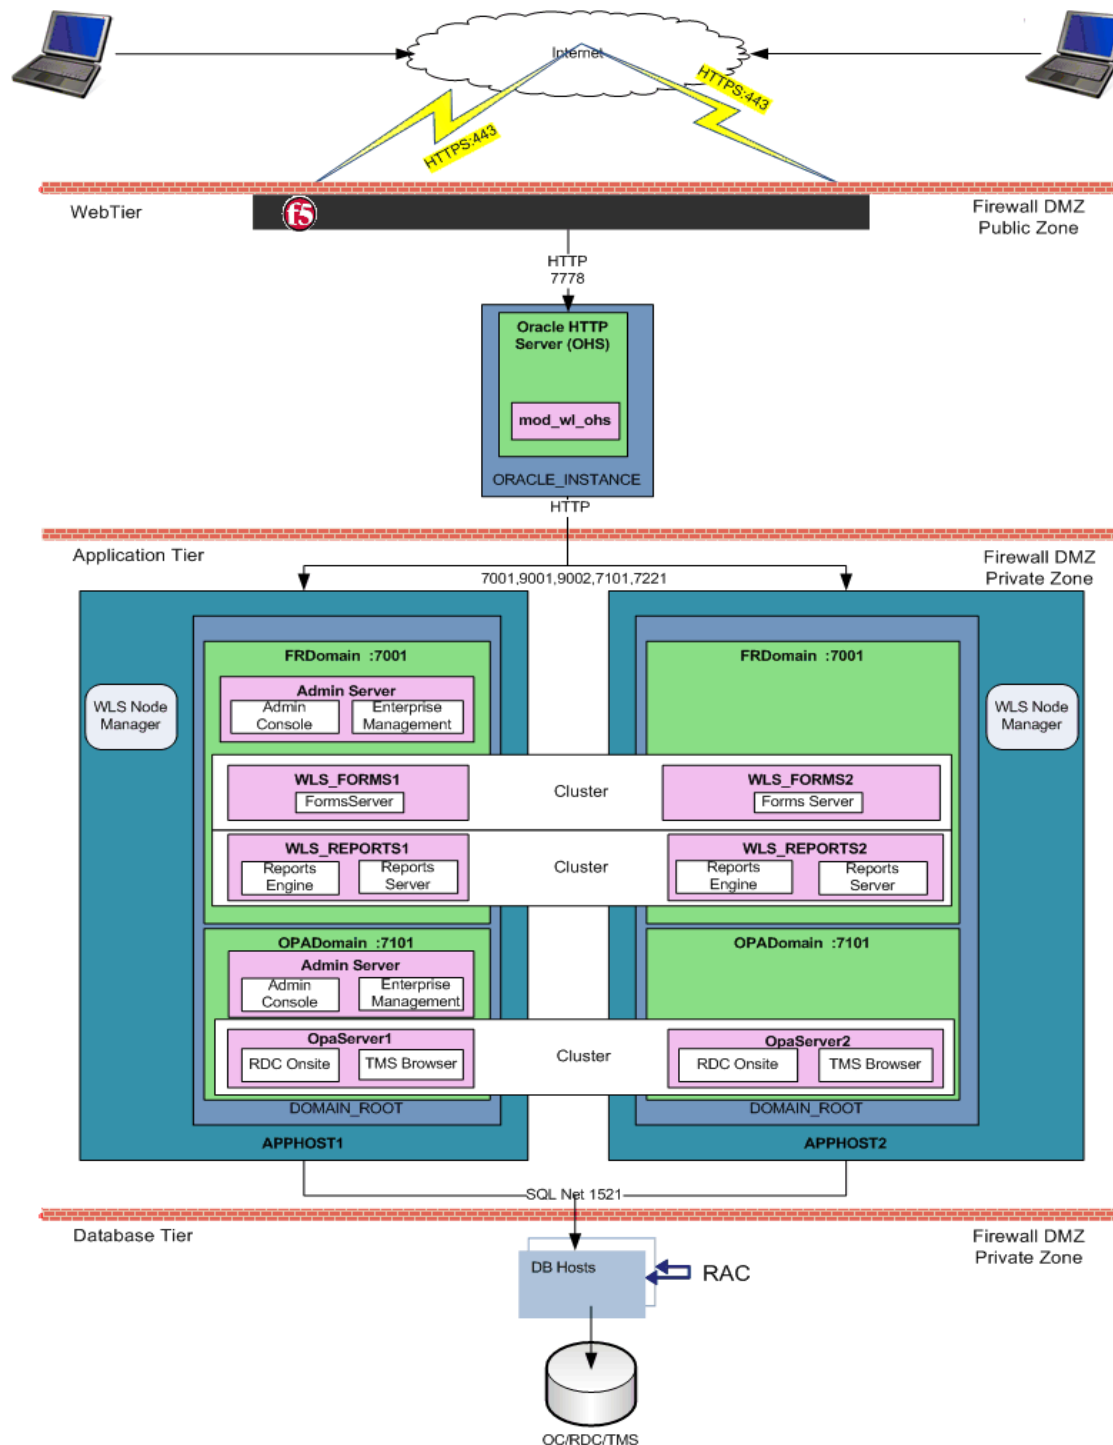 Internet
HTTPS:443
HTTPS:443
WebTier
f5
Firewall DMZ
Public Zone
HTTP
7778
Oracle HTTP
Server (OHS)
mod_wl_ohs
ORACLE_INSTANCE
HTTP
Application Tier
Firewall DMZ
Private Zone
7001,9001,9002,7101,7221
FRDomain :7001
Admin Server
Admin
Console
Enterprise
Management
WLS Node
Manager
FRDomain :7001
WLS Node
Manager
WLS_FORMS1
FormsServer
Cluster
WLS_FORMS2
Forms Server
WLS_REPORTS1
Reports
Engine
Reports
Server
Cluster
WLS_REPORTS2
Reports
Engine
Reports
Server
OPADomain :7101
Admin Server
Admin
Console
Enterprise
Management
OPADomain :7101
OpaServer1
RDC Onsite
TMS Browser
Cluster
OpaServer2
RDC Onsite
TMS Browser
DOMAIN_ROOT
DOMAIN_ROOT
APPHOST1
APPHOST2
SQL Net 1521
Database Tier
Firewall DMZ
Private Zone
DB Hosts
RAC
OC/RDC/TMS